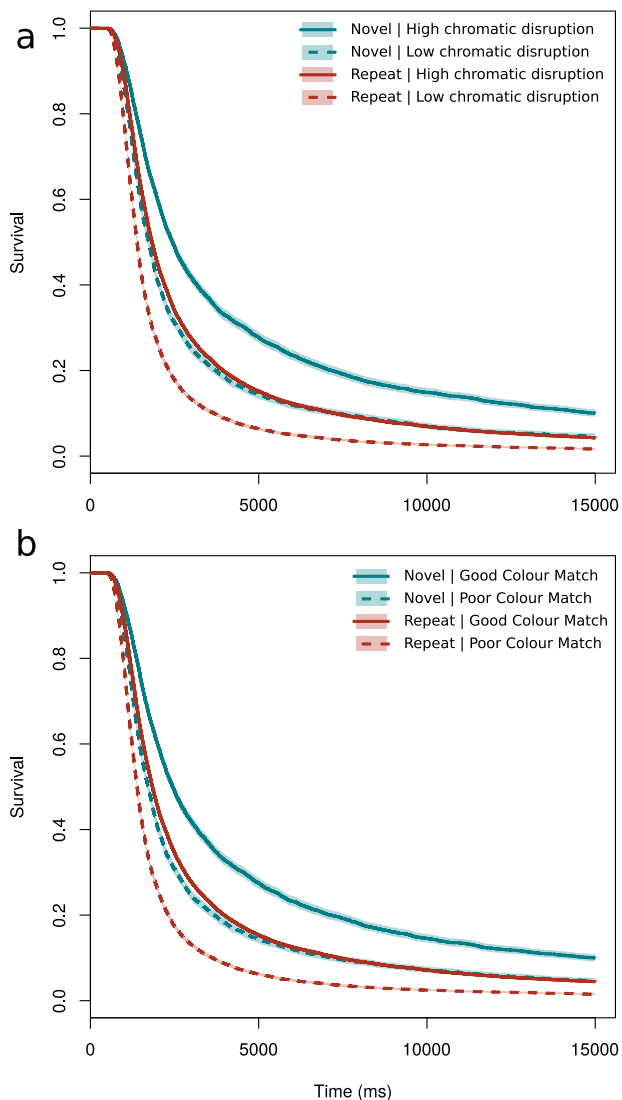 a
Novel | High chromatic disruption
Novel | Low chromatic disruption
Repeat | High chromatic disruption
Repeat | Low chromatic disruption
Survival
1.0
0.8
0.6
0.4
0.2
0.0
0 5000 10000 15000
b
Novel | Good Colour Match
Novel | Poor Colour Match
Repeat | Good Colour Match
Repeat | Poor Colour Match
Survival
1.0
0.8
0.6
0.4
0.2
0.0
0 5000 10000 15000
Time (ms)